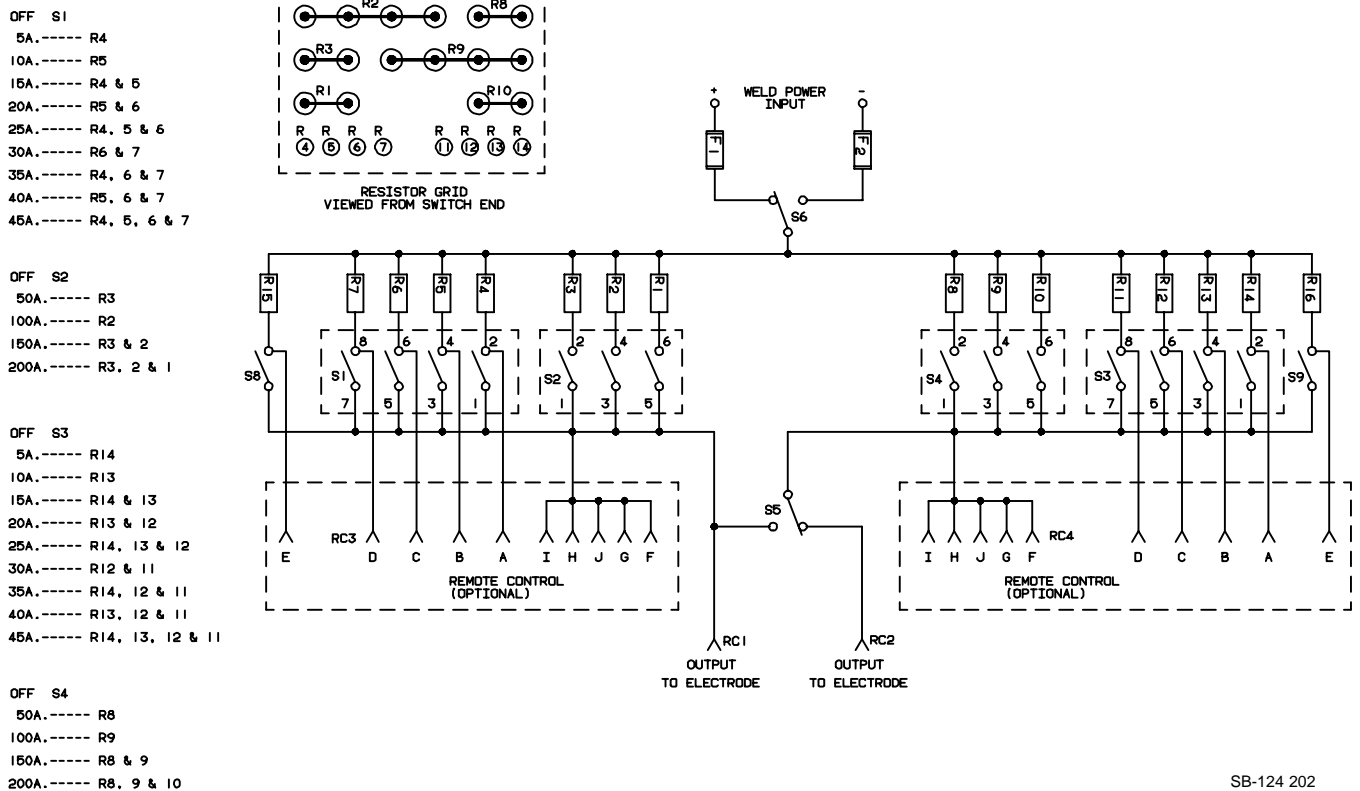 OFF S1
5A.----- R4
10A.----- R5
15A.----- R4 & 5
20A.----- R5 & 6
25A.----- R4, 5 & 6
30A.----- R6 & 7
35A.----- R4, 6 & 7
40A.----- R5, 6 & 7
45A.----- R4, 5, 6 & 7
OFF S2
50A.----- R3
100A.----- R2
150A.----- R3 & 2
200A.----- R3, 2 & 1
OFF S3
5A.----- R14
10A.----- R13
15A.----- R14 & 13
20A.----- R13 & 12
25A.----- R14, 13 & 12
30A.----- R12 & 11
35A.----- R14, 12 & 11
40A.----- R13, 12 & 11
45A.----- R14, 13, 12 & 11
OFF S4
50A.----- R8
100A.----- R9
150A.----- R8 & 9
200A.----- R8, 9 & 10
R2 R8
R3 R9
R1 R10
R R R R R R R R
4 5 6 7 11 12 13 14
RESISTOR GRID
VIEWED FROM SWITCH END
+ WELD POWER -
INPUT
F1 F2
S6
R15 R7 R6 R5 R4 R3 R2 R1 R8 R9 R10 R11 R12 R13 R14 R16
8 6 4 2 2 4 6 2 4 6 8 6 4 2
S8 S1 S2 S4 S3 S9
7 5 3 1 1 3 5 1 3 5 7 5 3 1
S5
E RC3 D C B A I H J G F
REMOTE CONTROL
(OPTIONAL)
I H J G F RC4 D C B A E
REMOTE CONTROL
(OPTIONAL)
RC1
OUTPUT
TO ELECTRODE
RC2
OUTPUT
TO ELECTRODE
SB-124 202